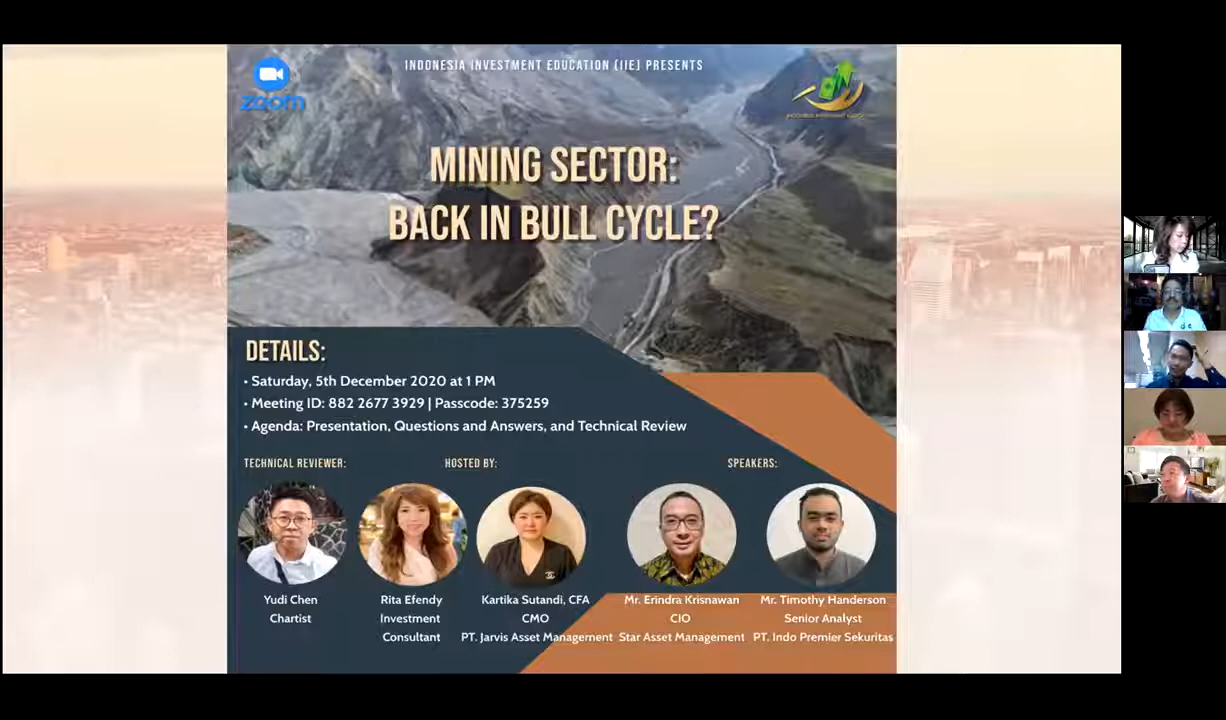 INDONESIA INVESTMENT EDUCATION (IIE) PRESENTS
zoom
MINING SECTOR:
BACK IN BULL CYCLE?
DETAILS:
• Saturday, 5th December 2020 at 1 PM
• Meeting ID: 882 2677 3929 | Passcode: 375259
• Agenda: Presentation, Questions and Answers, and Technical Review
TECHNICAL REVIEWER:
HOSTED BY:
SPEAKERS:
Yudi Chen
Chartist
Rita Efendy
Investment
Consultant
Kartika Sutandi, CFA
CMO
PT. Jarvis Asset Management
Mr. Erindra Krisnawan
CIO
Star Asset Management
Mr. Timothy Handerson
Senior Analyst
PT. Indo Premier Sekuritas